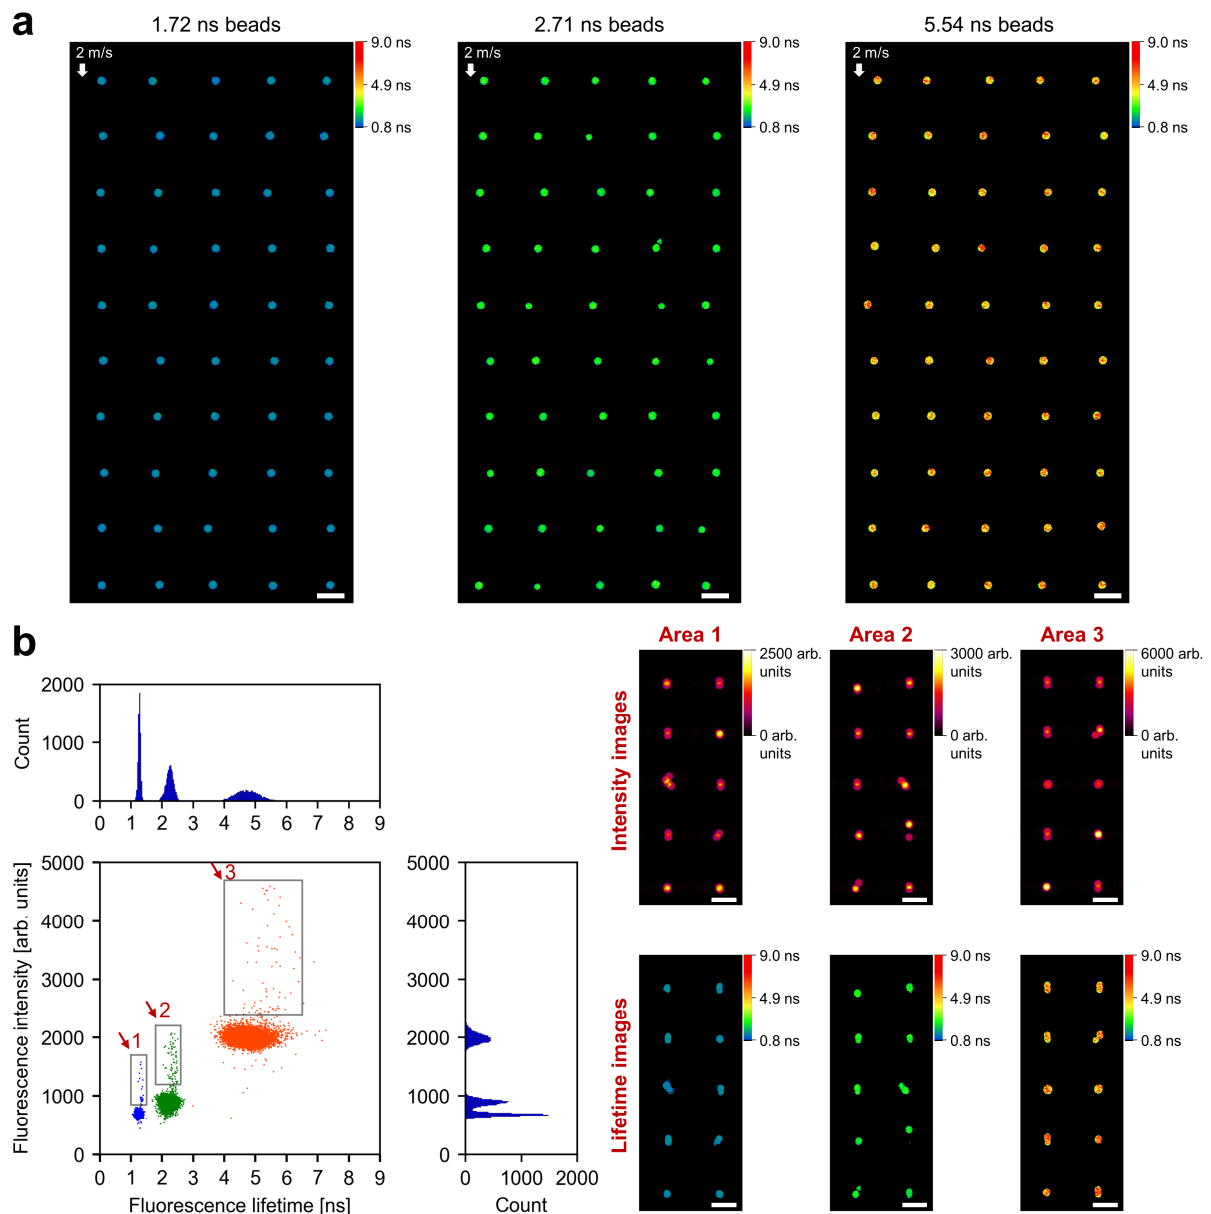 a
1.72 ns beads
2.71 ns beads
5.54 ns beads
2 m/s
9.0 ns
4.9 ns
0.8 ns
2 m/s
9.0 ns
4.9 ns
0.8 ns
2 m/s
9.0 ns
4.9 ns
0.8 ns
b
2000
1000
0
Count
0 1 2 3 4 5 6 7 8 9
5000
4000
3000
2000
1000
0
Fluorescence intensity [arb. units]
1
2
3
0 1 2 3 4 5 6 7 8 9
Fluorescence lifetime [ns]
5000
4000
3000
2000
1000
0
0 1000 2000
Count
Area 1
Area 2
Area 3
Intensity images
2500 arb.
units
0 arb.
units
3000 arb.
units
0 arb.
units
6000 arb.
units
0 arb.
units
Lifetime images
9.0 ns
4.9 ns
0.8 ns
9.0 ns
4.9 ns
0.8 ns
9.0 ns
4.9 ns
0.8 ns